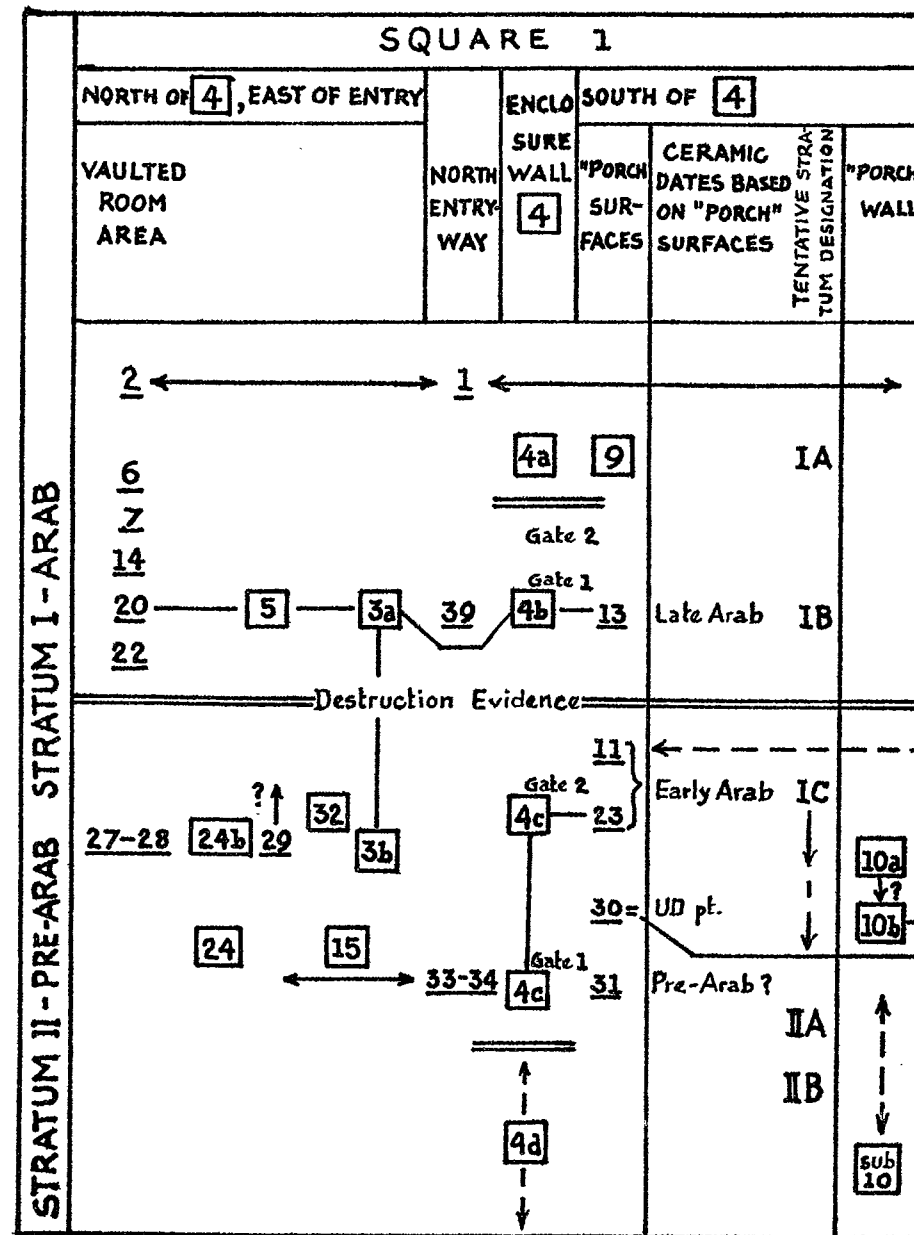 SQUARE 1
NORTH OF 4, EAST OF ENTRY
VAULTED
ROOM
AREA
NORTH
ENTRY-
WAY
ENCLO
SURE
WALL
4
SOUTH OF 4
"PORCH
SUR-
FACES
CERAMIC
DATES BASED
ON "PORCH"
SURFACES
TENTATIVE STRA-
TUM DESIGNATION
"PORCH
WALL
STRATUM II-PRE-ARAB STRATUM I-ARAB
2 1
4a 9 IA
6
7
Gate 2
14
Gate 1
20 5 3a 39 4b 13 Late Arab IB
22
Destruction Evidence
11
Gate 2
? 32 4c 23 Early Arab IC
27-28 24b 29 3b 10a
?
30= UD pt. 10b
24 15
Gate 1
33-34 4c 31 Pre-Arab?
IIA
IIB
4d
sub
10